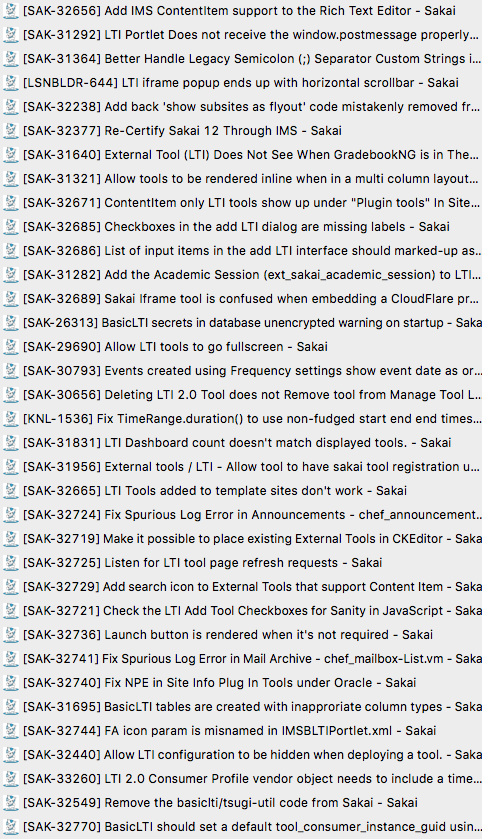 [SAK-32656] Add IMS ContentItem support to the Rich Text Editor - Sakai
[SAK-31292] LTI Portlet Does not receive the window.postmessage properly...
[SAK-31364] Better Handle Legacy Semicolon (;) Separator Custom Strings i...
[LSNBLDR-644] LTI iframe popup ends up with horizontal scrollbar - Sakai
[SAK-32238] Add back 'show subsites as flyout' code mistakenly removed fr...
[SAK-32377] Re-Certify Sakai 12 Through IMS - Sakai
[SAK-31640] External Tool (LTI) Does Not See When GradebookNG is in The...
[SAK-31321] Allow tools to be rendered inline when in a multi column layout...
[SAK-32671] ContentItem only LTI tools show up under "Plugin tools" In Site...
[SAK-32685] Checkboxes in the add LTI dialog are missing labels - Sakai
[SAK-32686] List of input items in the add LTI interface should marked-up as...
[SAK-31282] Add the Academic Session (ext_sakai_academic_session) to LTI...
[SAK-32689] Sakai Iframe tool is confused when embedding a CloudFlare pr...
[SAK-26313] BasicLTI secrets in database unencrypted warning on startup - Saka
[SAK-29690] Allow LTI tools to go fullscreen - Sakai
[SAK-30793] Events created using Frequency settings show event date as or...
[SAK-30656] Deleting LTI 2.0 Tool does not Remove tool from Manage Tool L...
[KNL-1536] Fix TimeRange.duration() to use non-fudged start end end times...
[SAK-31831] LTI Dashboard count doesn't match displayed tools. - Sakai
[SAK-31956] External tools / LTI - Allow tool to have sakai tool registration u...
[SAK-32665] LTI Tools added to template sites don't work - Sakai
[SAK-32724] Fix Spurious Log Error in Announcements - chef_announcement...
[SAK-32719] Make it possible to place existing External Tools in CKEditor - Saka
[SAK-32725] Listen for LTI tool page refresh requests - Sakai
[SAK-32729] Add search icon to External Tools that support Content Item - Saka
[SAK-32721] Check the LTI Add Tool Checkboxes for Sanity in JavaScript - Saka
[SAK-32736] Launch button is rendered when it's not required - Sakai
[SAK-32741] Fix Spurious Log Error in Mail Archive - chef_mailbox-List.vm - Saka
[SAK-32740] Fix NPE in Site Info Plug In Tools under Oracle - Sakai
[SAK-31695] BasicLTI tables are created with inapproriate column types - Sakai
[SAK-32744] FA icon param is misnamed in IMSBLTIPortlet.xml - Sakai
[SAK-32440] Allow LTI configuration to be hidden when deploying a tool. - Saka
[SAK-33260] LTI 2.0 Consumer Profile vendor object needs to include a time...
[SAK-32549] Remove the basiclti/tsugi-util code from Sakai - Sakai
[SAK-32770] BasicLTI should set a default tool_consumer_instance_guid usin...